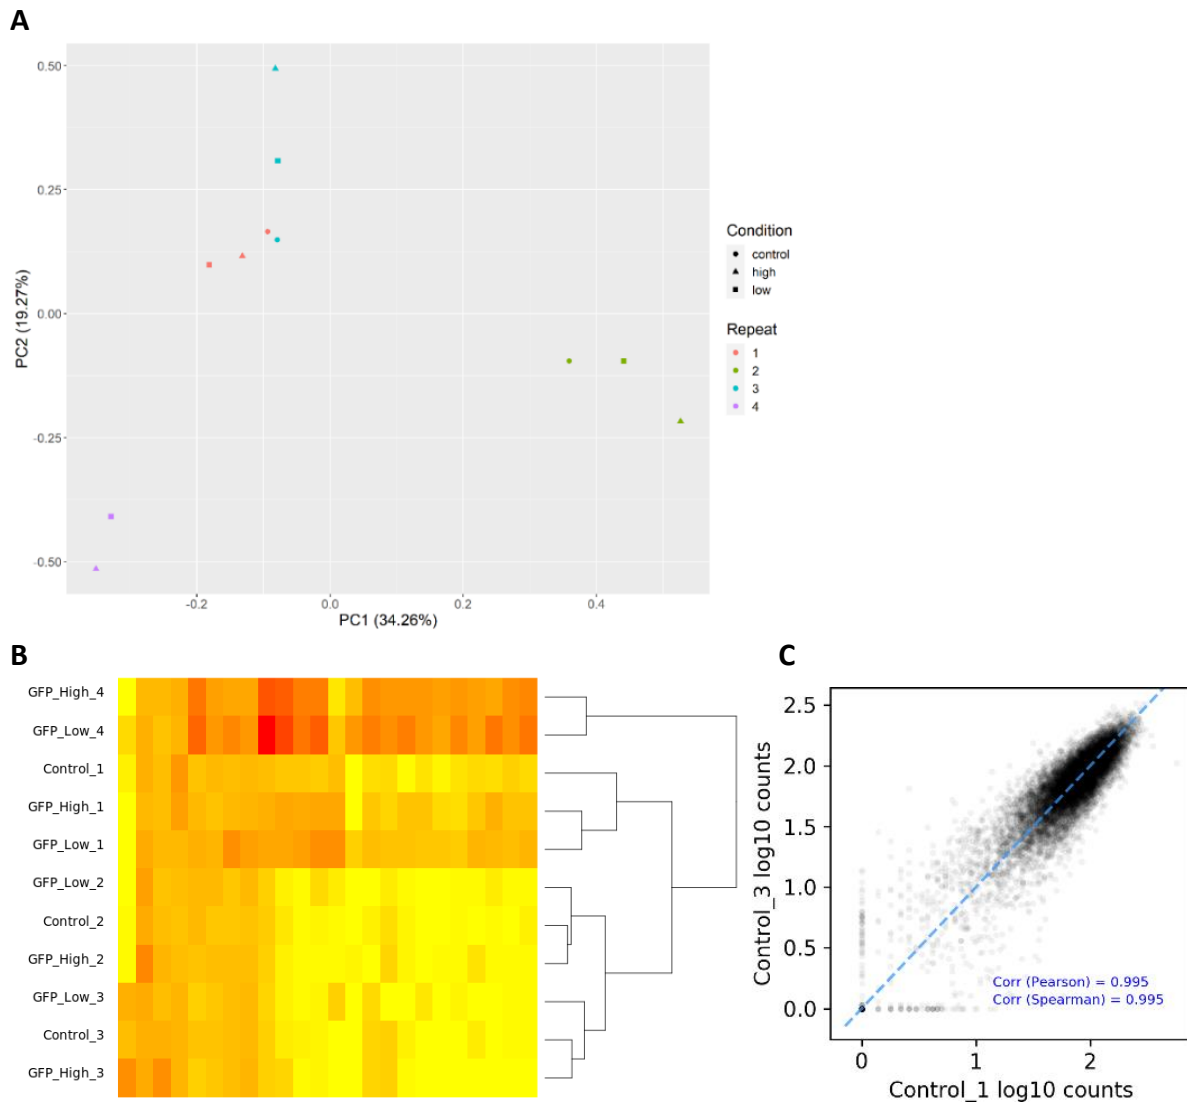 A
0.50
0.25
0.00
-0.25
-0.50
-0.2
0.0
0.2
0.4
PC2 (19.27%)
PC1 (34.26%)
Condition
control
high
low
Repeat
1
2
3
4
B
GFP_High_4
GFP_Low_4
Control_1
GFP_High_1
GFP_Low_1
GFP_Low_2
Control_2
GFP_High_2
GFP_Low_3
Control_3
GFP_High_3
C
2.5
2.0
1.5
1.0
0.5
0.0
Control_3 log10 counts
Corr (Pearson) = 0.995
Corr (Spearman) = 0.995
0
1
2
Control_1 log10 counts